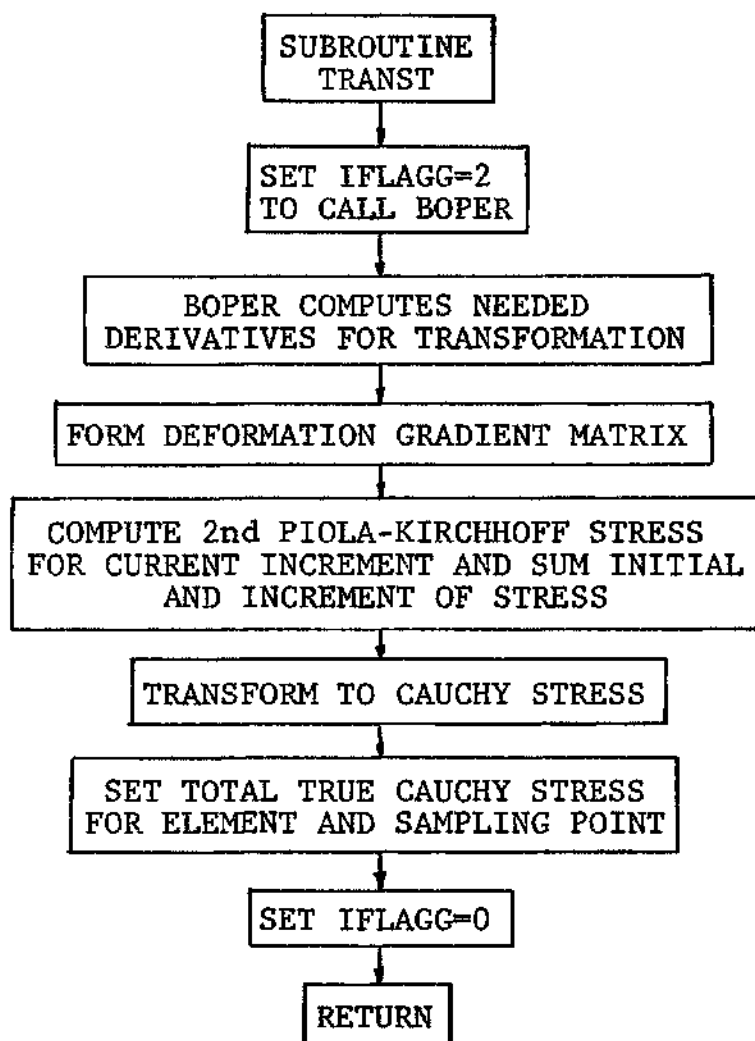 SUBROUTINE
TRANST
SET IFLAGG=2
TO CALL BOPER
BOPER COMPUTES NEEDED
DERIVATIVES FOR TRANSFORMATION
FORM DEFORMATION GRADIENT MATRIX
COMPUTE 2nd PIOLA-KIRCHHOFF STRESS
FOR CURRENT INCREMENT AND SUM INITIAL
AND INCREMENT OF STRESS
TRANSFORM TO CAUCHY STRESS
SET TOTAL TRUE CAUCHY STRESS
FOR ELEMENT AND SAMPLING POINT
SET IFLAGG=0
RETURN